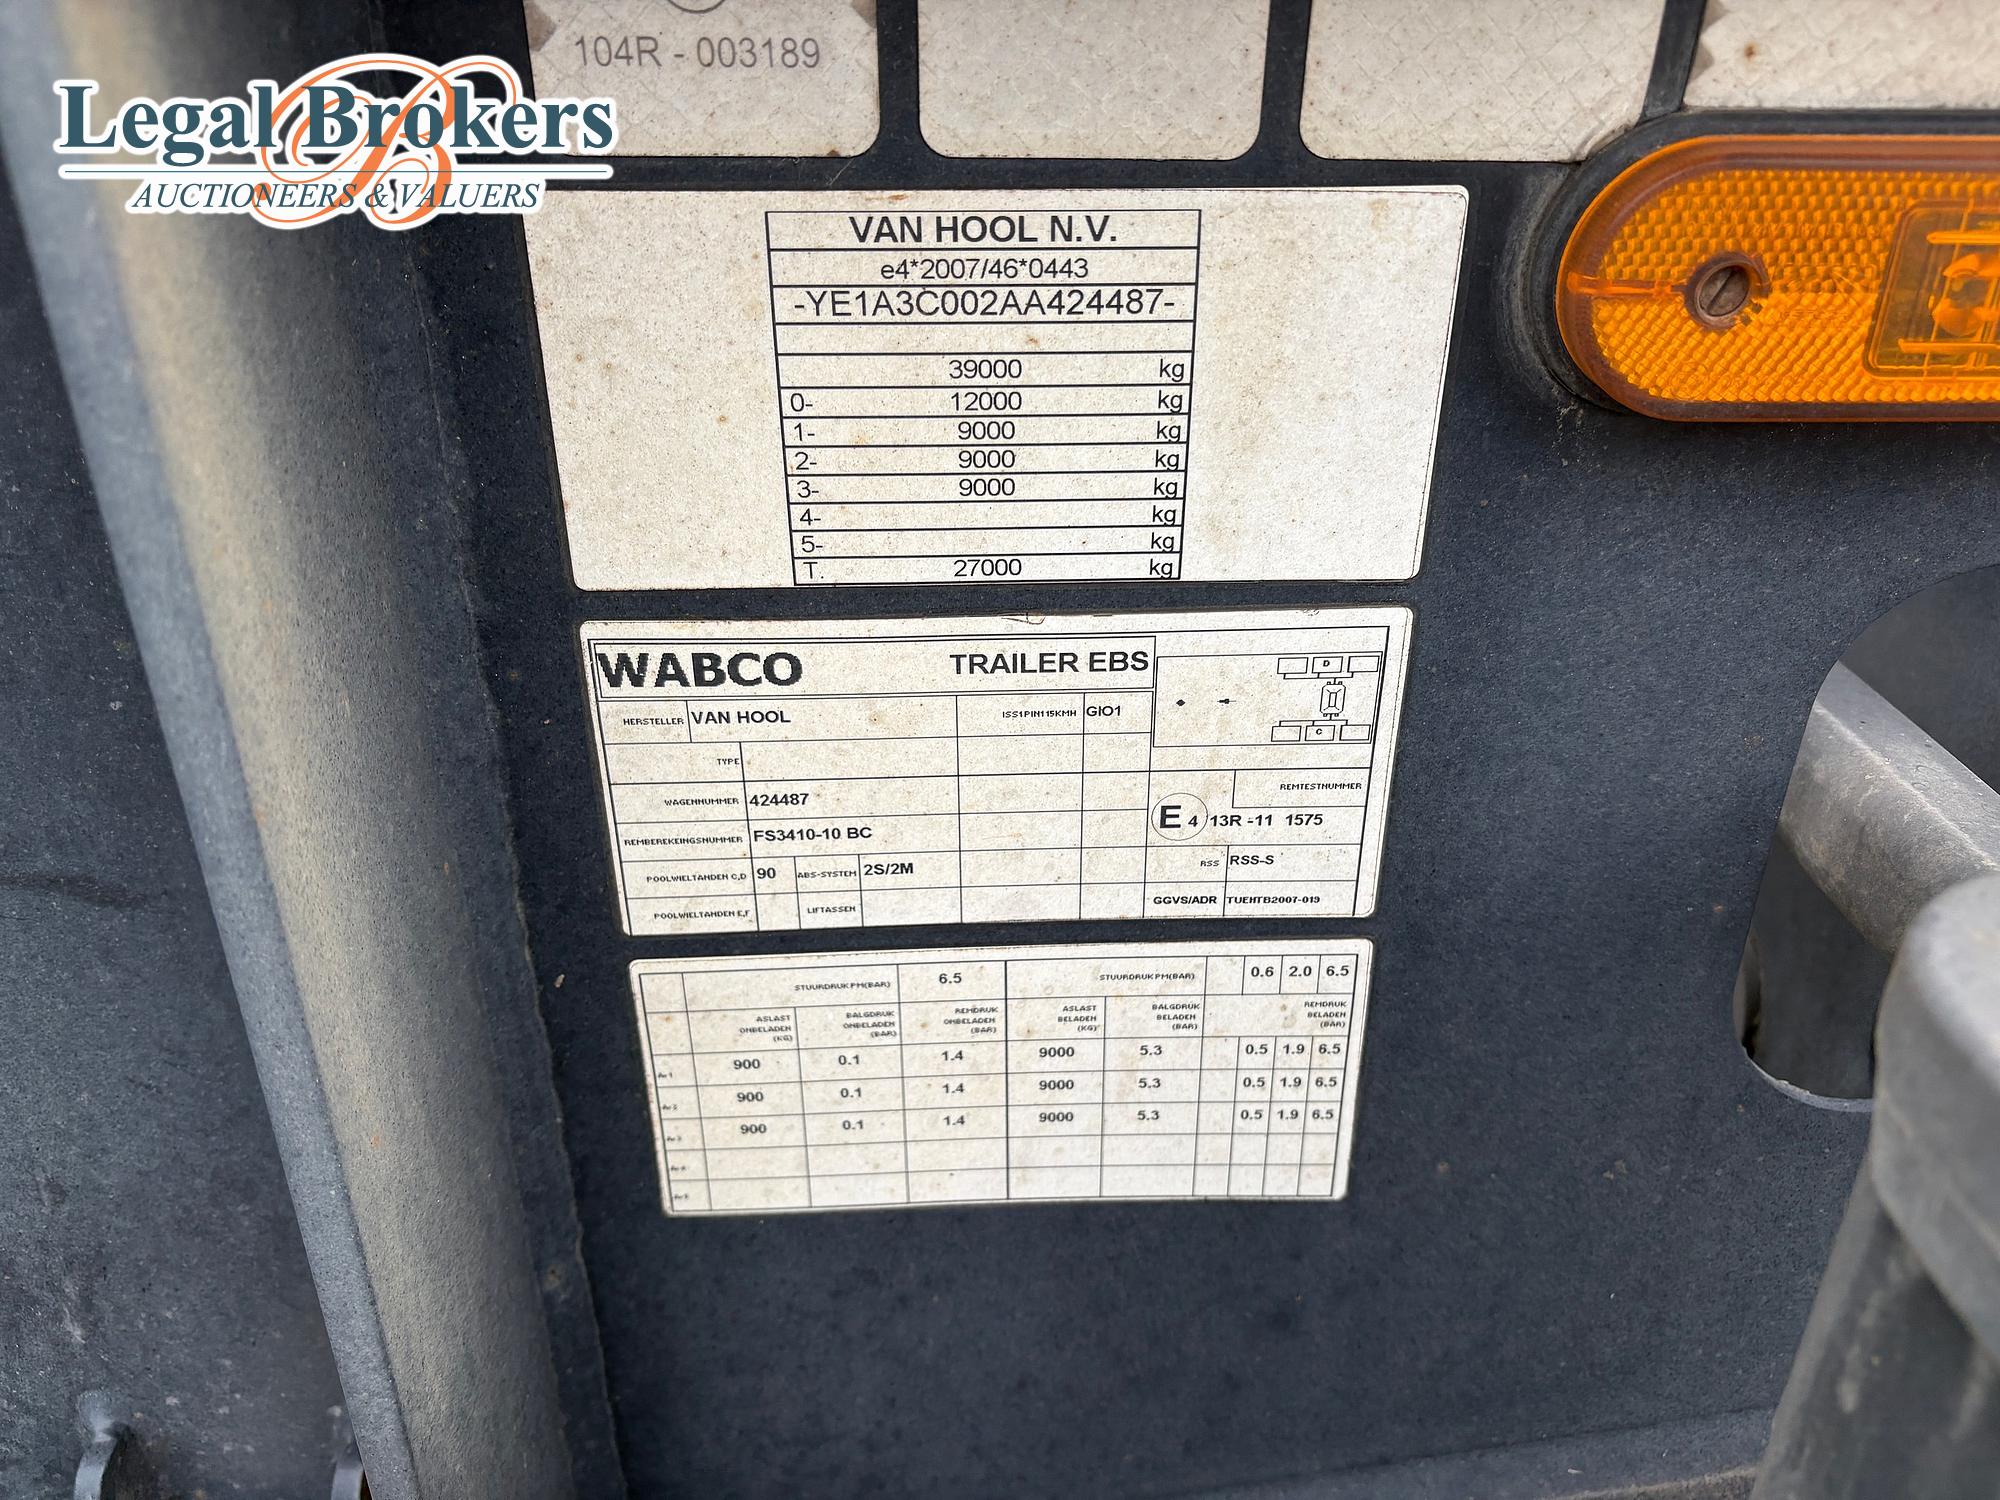 104R - 003189
Legal Brokers
AUCTIONEERS & VALUERS
VAN HOOL N.V.
e4*2007/46*0443
-YE1A3C002AA424487-
39000 kg
0- 12000 kg
1- 9000 kg
2- 9000 kg
3- 9000 kg
4- kg
5- kg
T. 27000 kg
WABCO TRAILER EBS
D
C
HERSTELLER VAN HOOL ISS1PIN115KMH GIO1
TYPE
WAGENNUMMER 424487
REMTESTNUMMER
REMBEREKEINGSNUMMER FS3410-10 BC
E 4 13R -11 1575
POOLWIELTANDEN C,D 90 ABS-SYSTEM 2S/2M RSS RSS-S
POOLWIELTANDEN E,F LIFTASSEN GGVS/ADR TUEHTB2007-019
STUURDRUK PM(BAR) 6.5 STUURDRUK PM(BAR) 0.6 2.0 6.5
ASLAST ONBELADEN (KG) BALGDRUK ONBELADEN (BAR) REMDRUK ONBELADEN (BAR) ASLAST BELADEN (KG) BALGDRUK BELADEN (BAR) REMDRUK BELADEN (BAR)
900 0.1 1.4 9000 5.3 0.5 1.9 6.5
900 0.1 1.4 9000 5.3 0.5 1.9 6.5
900 0.1 1.4 9000 5.3 0.5 1.9 6.5